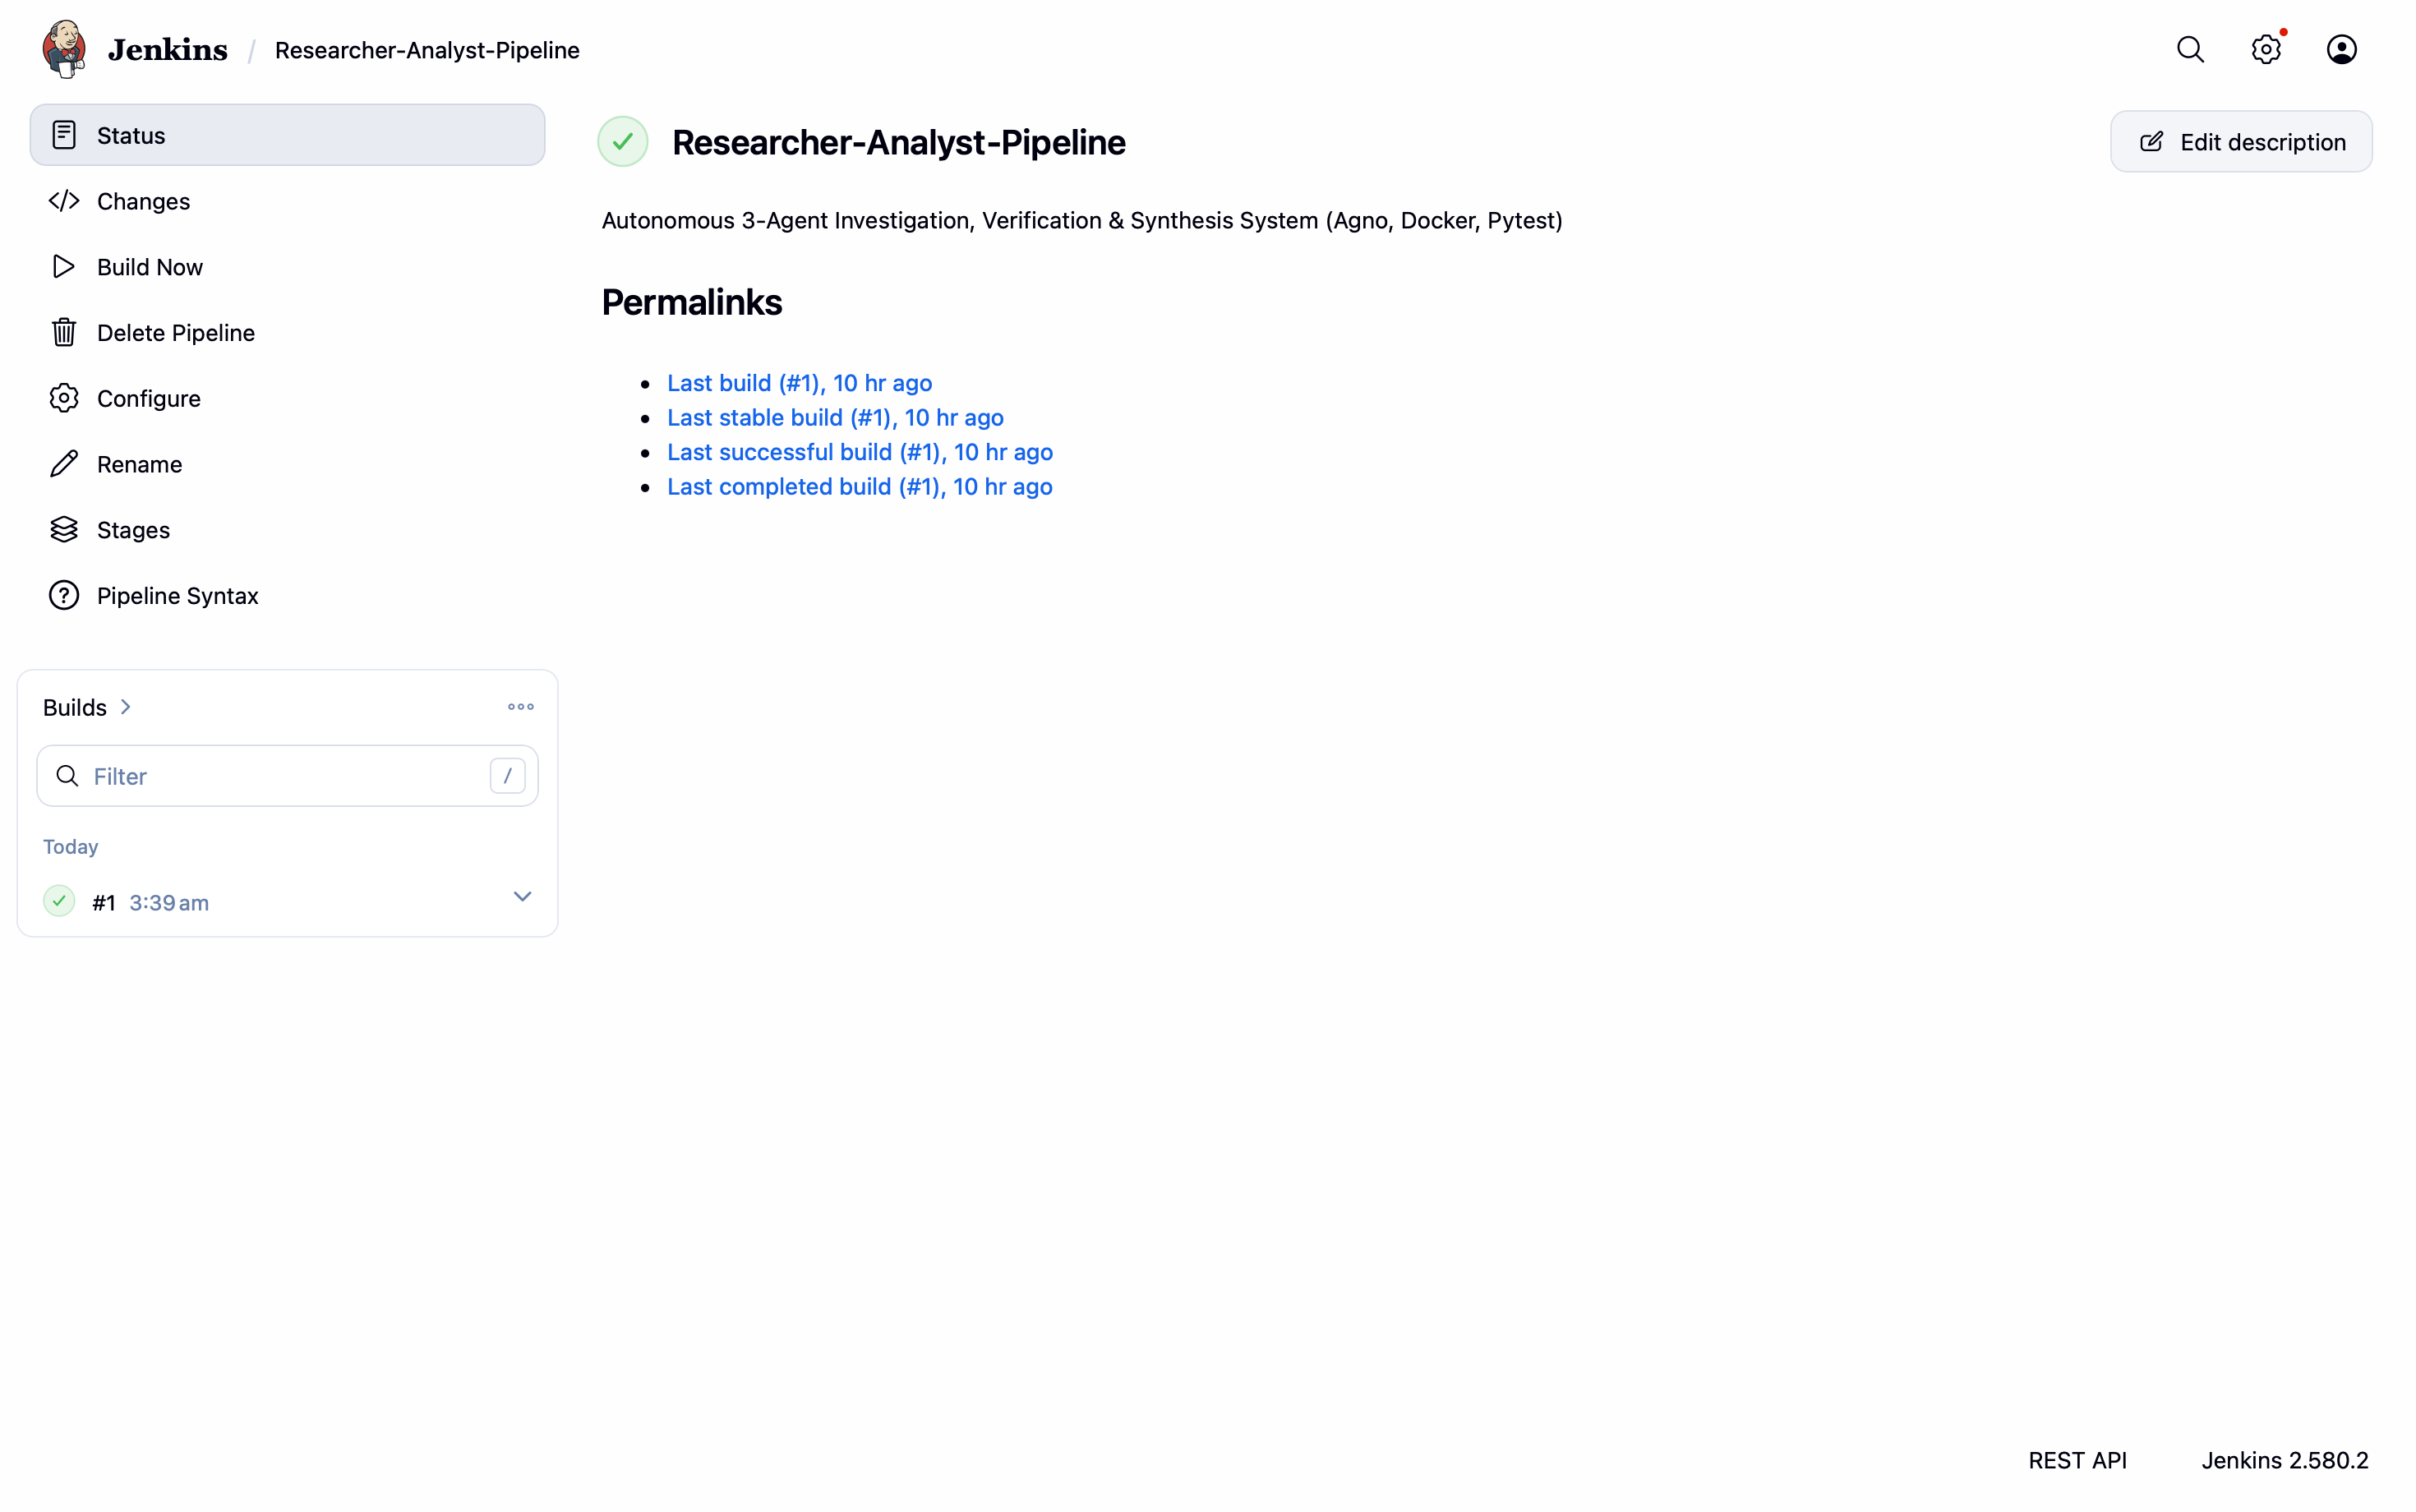 Jenkins / Researcher-Analyst-Pipeline
Status
Changes
Build Now
Delete Pipeline
Configure
Rename
Stages
Pipeline Syntax
Builds
Filter /
Today
#1 3:39 am
Researcher-Analyst-Pipeline
Edit description
Autonomous 3-Agent Investigation, Verification & Synthesis System (Agno, Docker, Pytest)
Permalinks
Last build (#1), 10 hr ago
Last stable build (#1), 10 hr ago
Last successful build (#1), 10 hr ago
Last completed build (#1), 10 hr ago
REST API
Jenkins 2.580.2